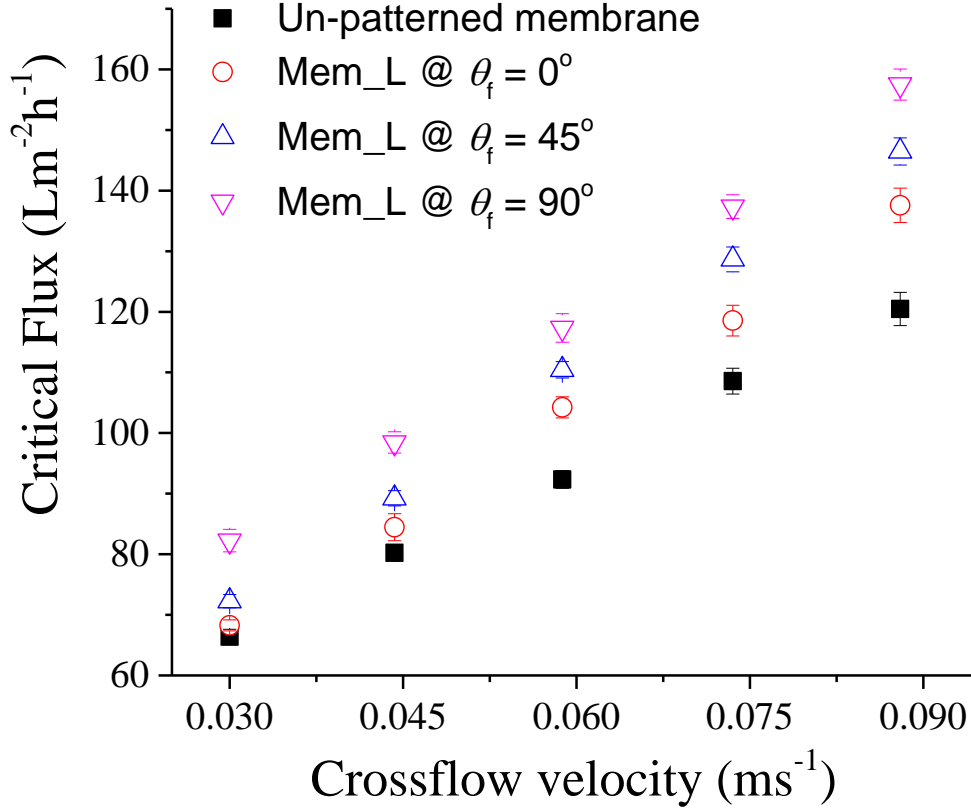 Un-patterned membrane
Mem_L @ θf = 0°
Mem_L @ θf = 45°
Mem_L @ θf = 90°
Critical Flux (Lm⁻²h⁻¹)
160
140
120
100
80
60
0.030 0.045 0.060 0.075 0.090
Crossflow velocity (ms⁻¹)